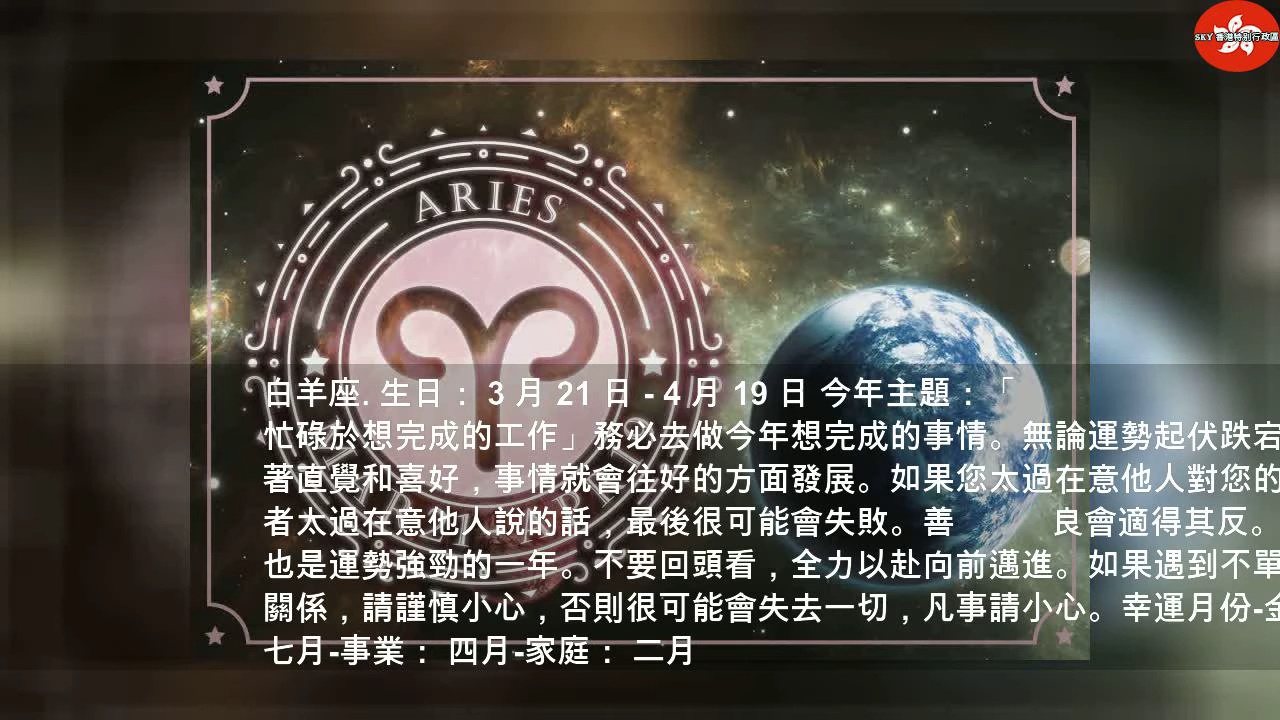 SKY 香港特別行政區
ARIES
白羊座. 生日： 3 月 21 日 - 4 月 19 日 今年主題：「
忙碌於想完成的工作」務必去做今年想完成的事情。無論運勢起伏跌宕
著直覺和喜好，事情就會往好的方面發展。如果您太過在意他人對您的
者太過在意他人說的話，最後很可能會失敗。善 良會適得其反。
也是運勢強勁的一年。不要回頭看，全力以赴向前邁進。如果遇到不單
關係，請謹慎小心，否則很可能會失去一切，凡事請小心。幸運月份-金
七月-事業： 四月-家庭： 二月